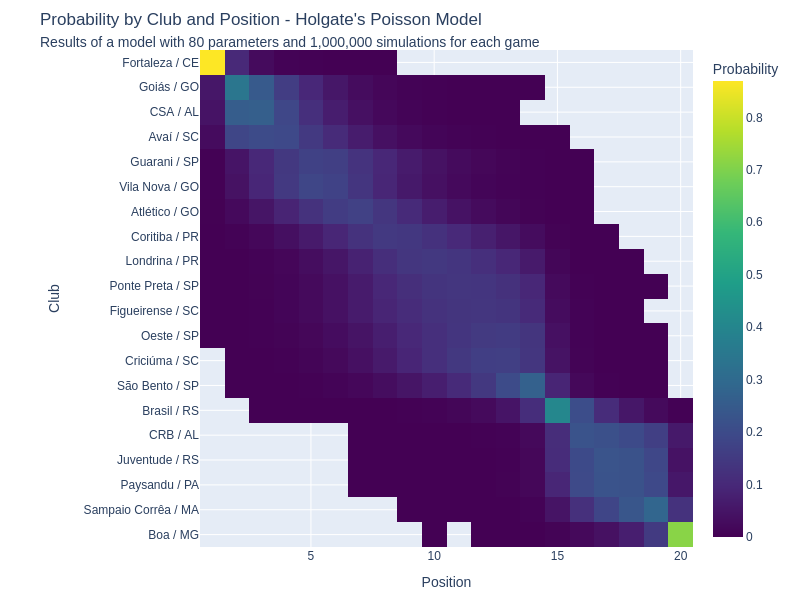 Probability by Club and Position - Holgate's Poisson Model
Results of a model with 80 parameters and 1,000,000 simulations for each game
Probability
Fortaleza / CE
Goiás / GO
CSA / AL
Avaí / SC
Guarani / SP
Vila Nova / GO
Atlético / GO
Coritiba / PR
Londrina / PR
Ponte Preta / SP
Figueirense / SC
Oeste / SP
Criciúma / SC
São Bento / SP
Brasil / RS
CRB / AL
Juventude / RS
Paysandu / PA
Sampaio Corrêa / MA
Boa / MG
Club
5
10
15
20
Position
0.8
0.7
0.6
0.5
0.4
0.3
0.2
0.1
0